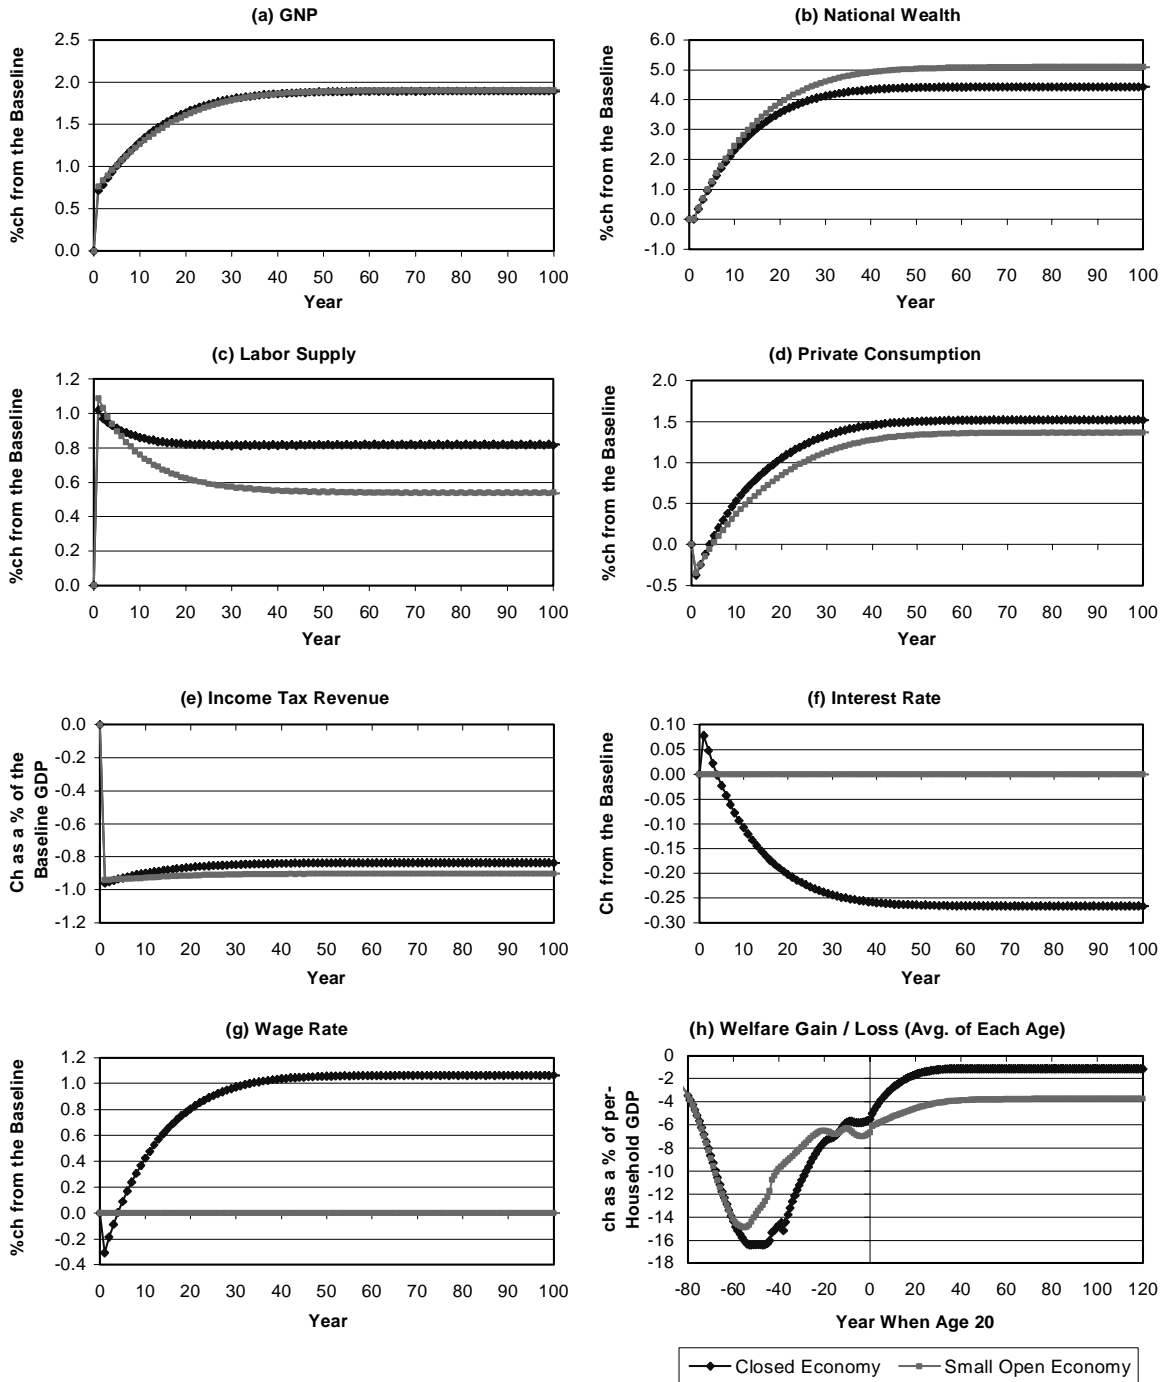 (a) GNP
%ch from the Baseline
2.5
2.0
1.5
1.0
0.5
0.0
0 10 20 30 40 50 60 70 80 90 100
Year
(b) National Wealth
%ch from the Baseline
6.0
5.0
4.0
3.0
2.0
1.0
0.0
-1.0
0 10 20 30 40 50 60 70 80 90 100
Year
(c) Labor Supply
%ch from the Baseline
1.2
1.0
0.8
0.6
0.4
0.2
0.0
0 10 20 30 40 50 60 70 80 90 100
Year
(d) Private Consumption
%ch from the Baseline
2.0
1.5
1.0
0.5
0.0
-0.5
0 10 20 30 40 50 60 70 80 90 100
Year
(e) Income Tax Revenue
Ch as a % of the
Baseline GDP
0.0
-0.2
-0.4
-0.6
-0.8
-1.0
-1.2
0 10 20 30 40 50 60 70 80 90 100
Year
(f) Interest Rate
Ch from the Baseline
0.10
0.05
0.00
-0.05
-0.10
-0.15
-0.20
-0.25
-0.30
0 10 20 30 40 50 60 70 80 90 100
Year
(g) Wage Rate
%ch from the Baseline
1.2
1.0
0.8
0.6
0.4
0.2
0.0
-0.2
-0.4
0 10 20 30 40 50 60 70 80 90 100
Year
(h) Welfare Gain / Loss (Avg. of Each Age)
ch as a % of per-
Household GDP
0
-2
-4
-6
-8
-10
-12
-14
-16
-18
-80 -60 -40 -20 0 20 40 60 80 100 120
Year When Age 20
Closed Economy Small Open Economy